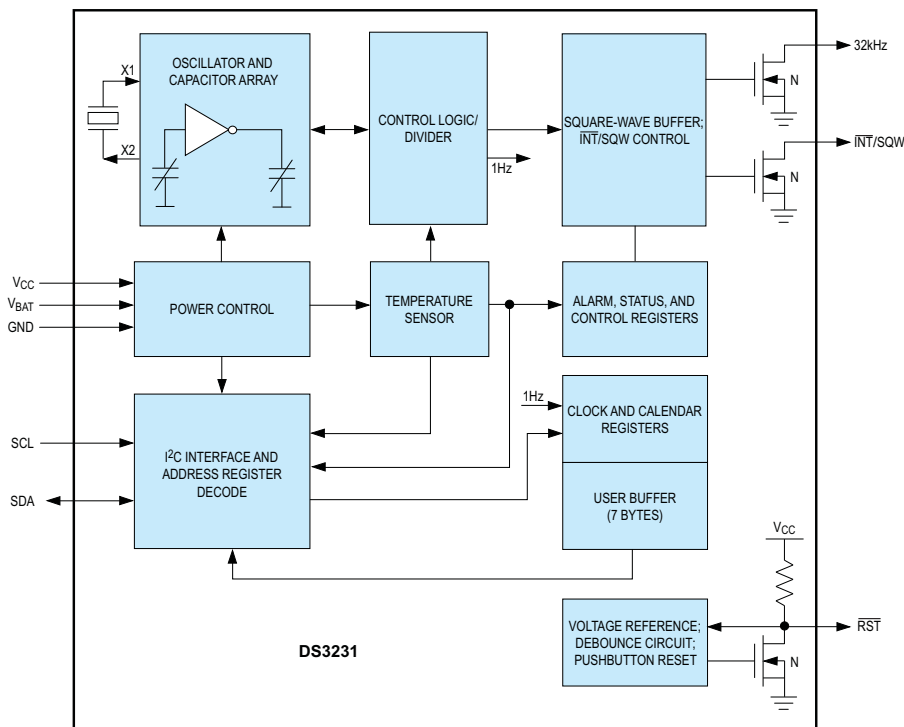 OSCILLATOR AND
CAPACITOR ARRAY
X1
X2
CONTROL LOGIC/
DIVIDER
1Hz
SQUARE-WAVE BUFFER;
INT/SQW CONTROL
N
32kHz
N
INT/SQW
VCC
VBAT
GND
POWER CONTROL
TEMPERATURE
SENSOR
ALARM, STATUS, AND
CONTROL REGISTERS
SCL
SDA
I2C INTERFACE AND
ADDRESS REGISTER
DECODE
1Hz
CLOCK AND CALENDAR
REGISTERS
USER BUFFER
(7 BYTES)
VCC
VOLTAGE REFERENCE;
DEBOUNCE CIRCUIT;
PUSHBUTTON RESET
N
RST
DS3231